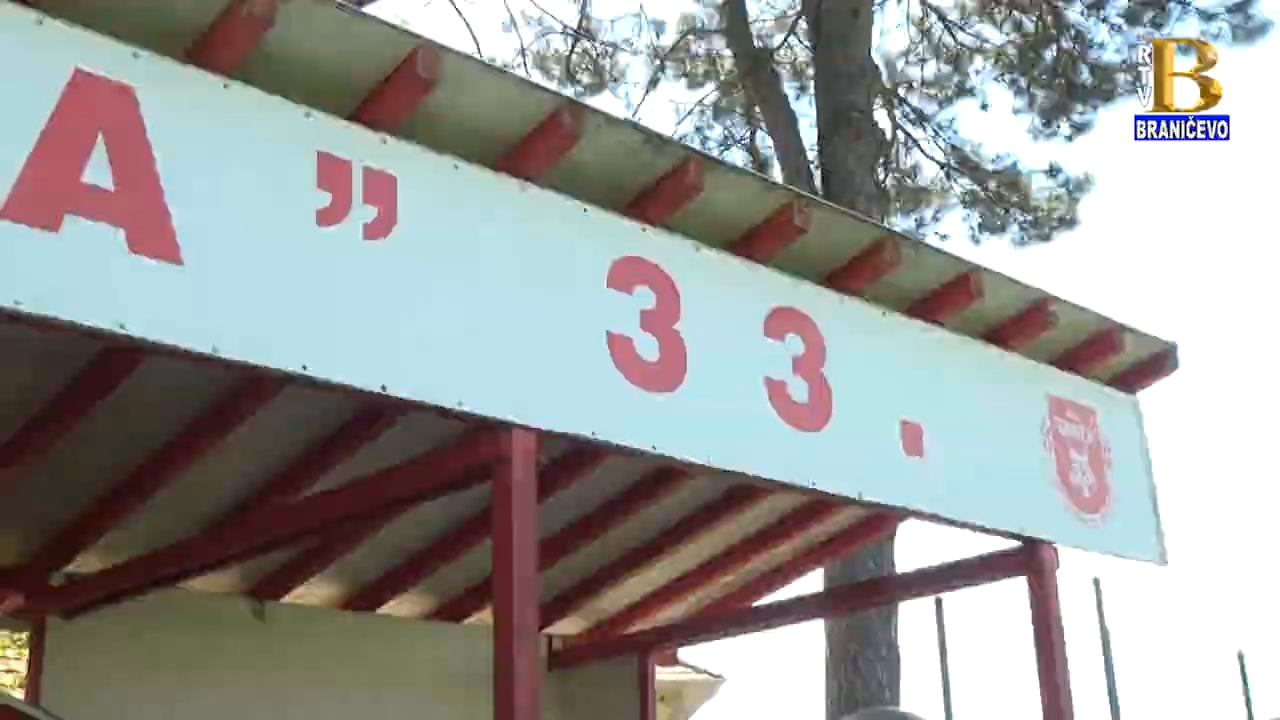 А ” 33.
RTV
B
BRANIČEVO